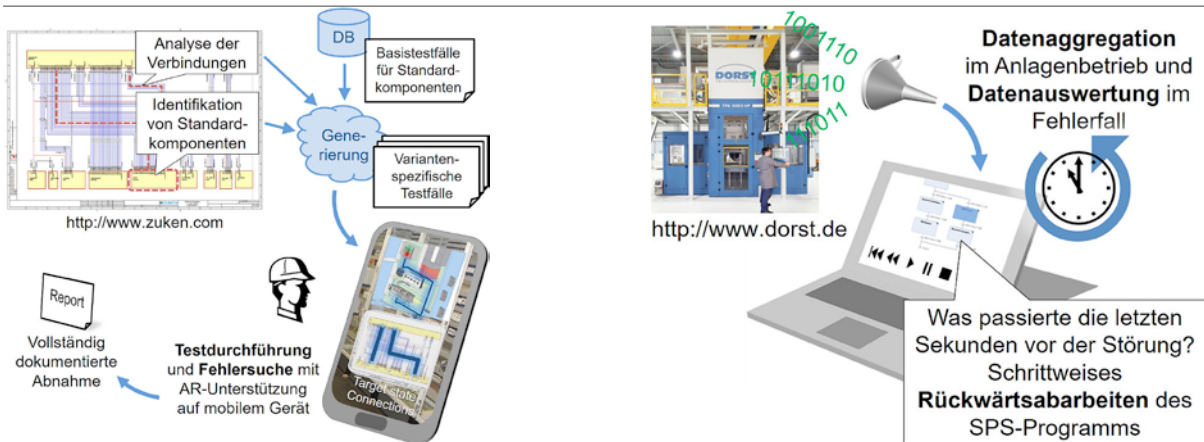 Analyse der
Verbindungen
Identifikation
von Standard-
komponenten
http://www.zuken.com
DB
Basistestfälle
für Standard-
komponenten
Gene-
rierung
Varianten-
spezifische
Testfälle
Target state
Connections
Testdurchführung
und Fehlersuche mit
AR-Unterstützung
auf mobilem Gerät
Report
Vollständig
dokumentierte
Abnahme
DORST
1001110
10111010
111011
http://www.dorst.de
Datenaggregation
im Anlagenbetrieb und
Datenauswertung im
Fehlerfall
Was passierte die letzten
Sekunden vor der Störung?
Schrittweises
Rückwärtsabarbeiten des
SPS-Programms